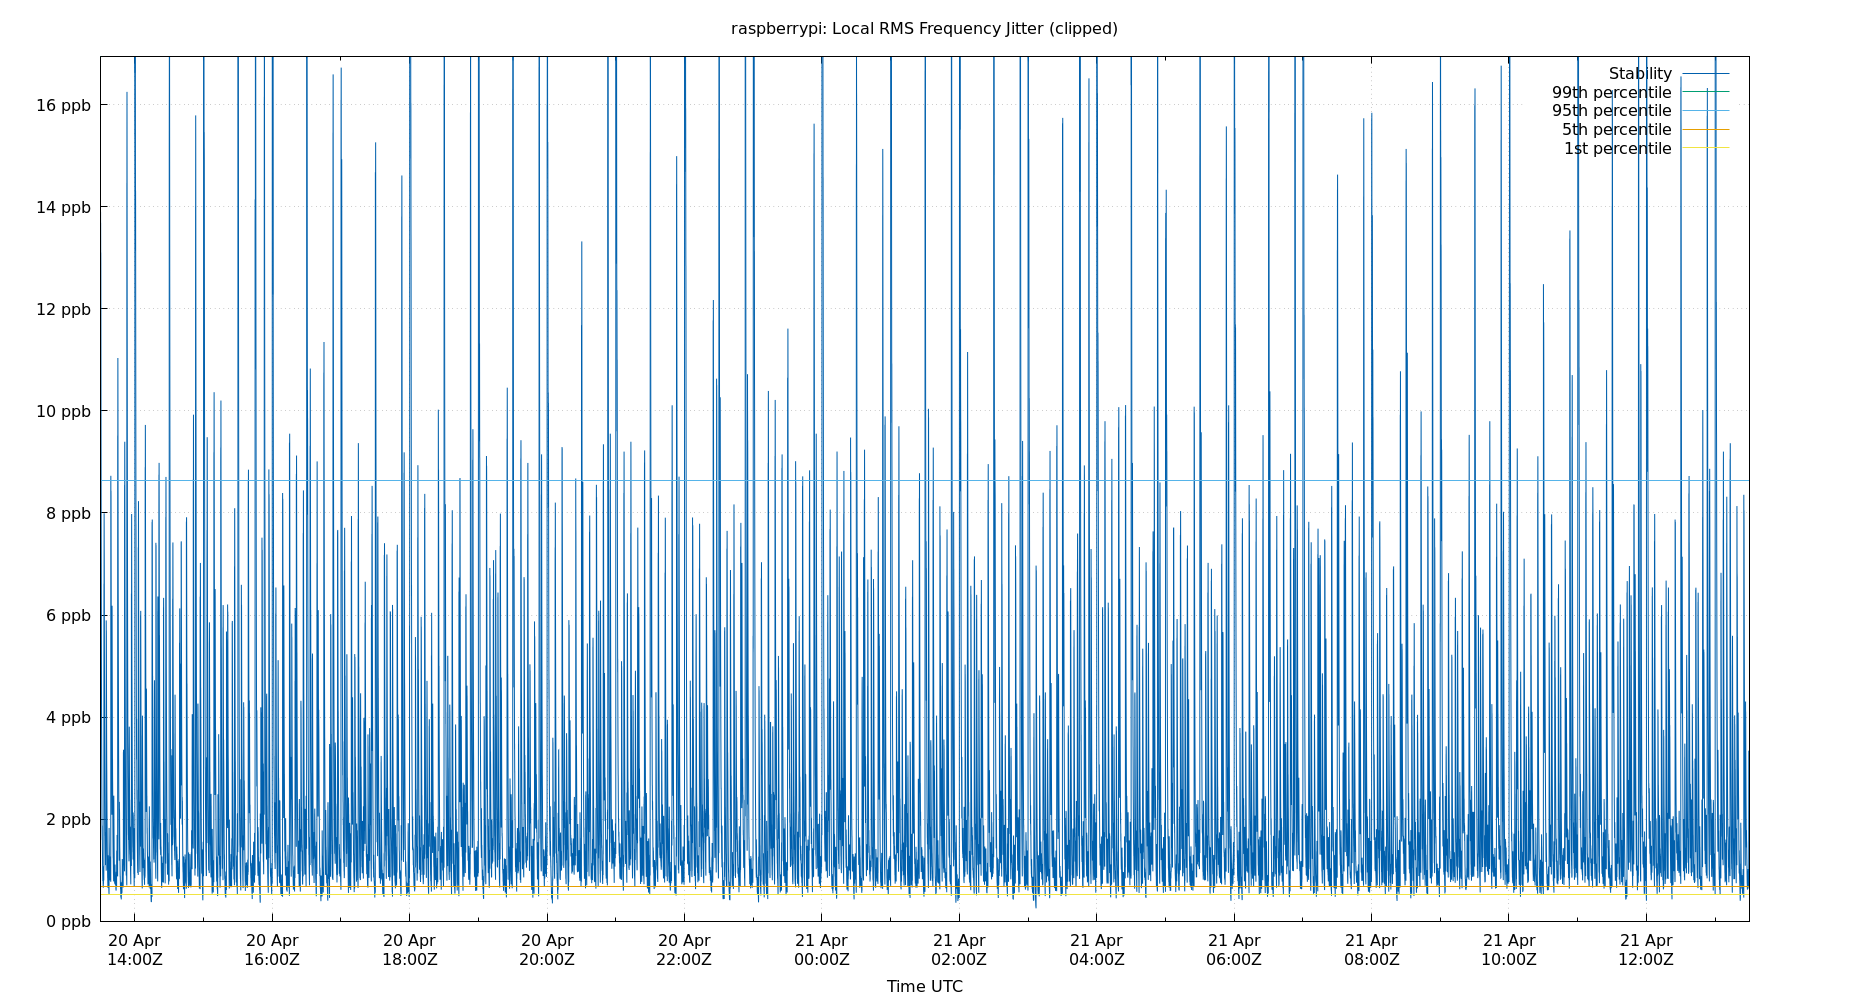 raspberrypi: Local RMS Frequency Jitter (clipped)
Stability
99th percentile
95th percentile
5th percentile
1st percentile
16 ppb
14 ppb
12 ppb
10 ppb
8 ppb
6 ppb
4 ppb
2 ppb
0 ppb
20 Apr 20 Apr 20 Apr 20 Apr 20 Apr 21 Apr 21 Apr 21 Apr 21 Apr 21 Apr 21 Apr 21 Apr
14:00Z 16:00Z 18:00Z 20:00Z 22:00Z 00:00Z 02:00Z 04:00Z 06:00Z 08:00Z 10:00Z 12:00Z
Time UTC